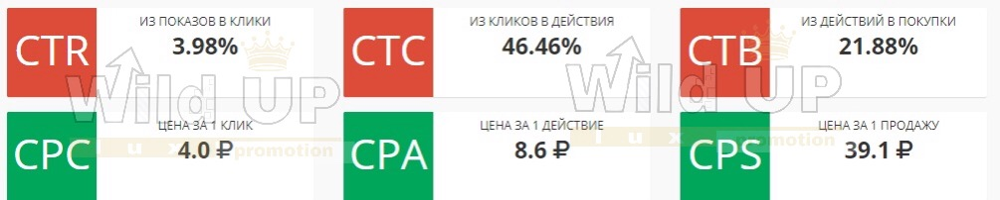 CTR
ИЗ ПОКАЗОВ В КЛИКИ
3.98%
CTC
ИЗ КЛИКОВ В ДЕЙСТВИЯ
46.46%
CTB
ИЗ ДЕЙСТВИЙ В ПОКУПКИ
21.88%
CPC
ЦЕНА ЗА 1 КЛИК
4.0 ₽
CPA
ЦЕНА ЗА 1 ДЕЙСТВИЕ
8.6 ₽
CPS
ЦЕНА ЗА 1 ПРОДАЖУ
39.1 ₽
Wild UP
lux promotion
Wild UP
lux promotion